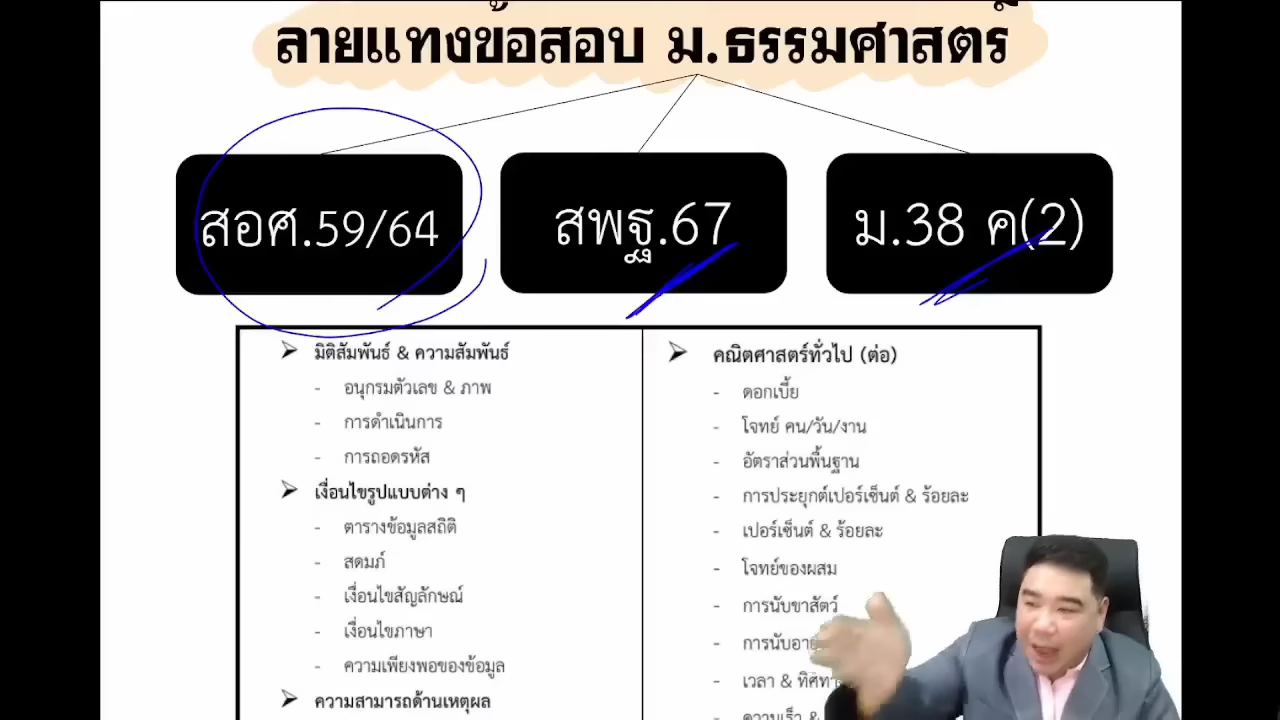 ลายแทงข้อสอบ ม.ธรรมศาสตร์
สอศ.59/64
สพฐ.67
ม.38 ค(2)
➢ มิติสัมพันธ์ & ความสัมพันธ์
- อนุกรมตัวเลข & ภาพ
- การดำเนินการ
- การถอดรหัส
➢ เงื่อนไขรูปแบบต่าง ๆ
- ตารางข้อมูลสถิติ
- สดมภ์
- เงื่อนไขสัญลักษณ์
- เงื่อนไขภาษา
- ความเพียงพอของข้อมูล
➢ ความสามารถด้านเหตุผล
➢ คณิตศาสตร์ทั่วไป (ต่อ)
- ดอกเบี้ย
- โจทย์ คน/วัน/งาน
- อัตราส่วนพื้นฐาน
- การประยุกต์เปอร์เซ็นต์ & ร้อยละ
- เปอร์เซ็นต์ & ร้อยละ
- โจทย์ของผสม
- การนับขาสัตว์
- การนับอายุ
- เวลา & ทิศทาง
- ความเร็ว &